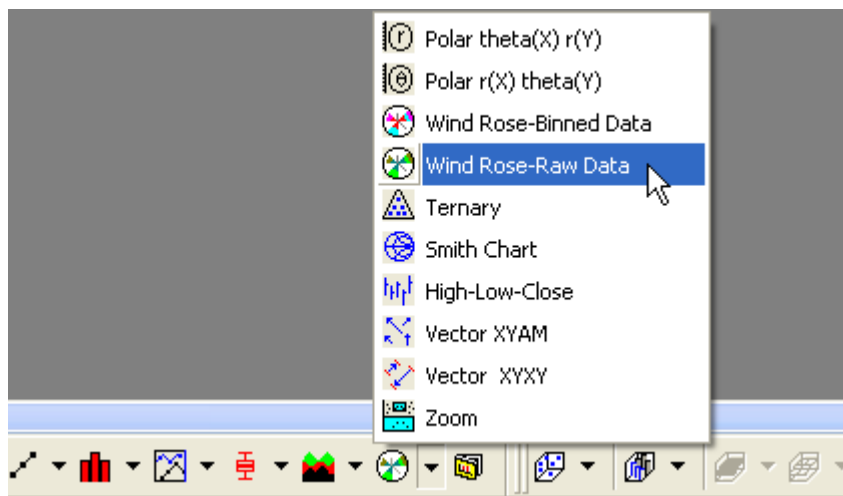 Polar theta(X) r(Y)
Polar r(X) theta(Y)
Wind Rose-Binned Data
Wind Rose-Raw Data
Ternary
Smith Chart
High-Low-Close
Vector XYAM
Vector XYXY
Zoom